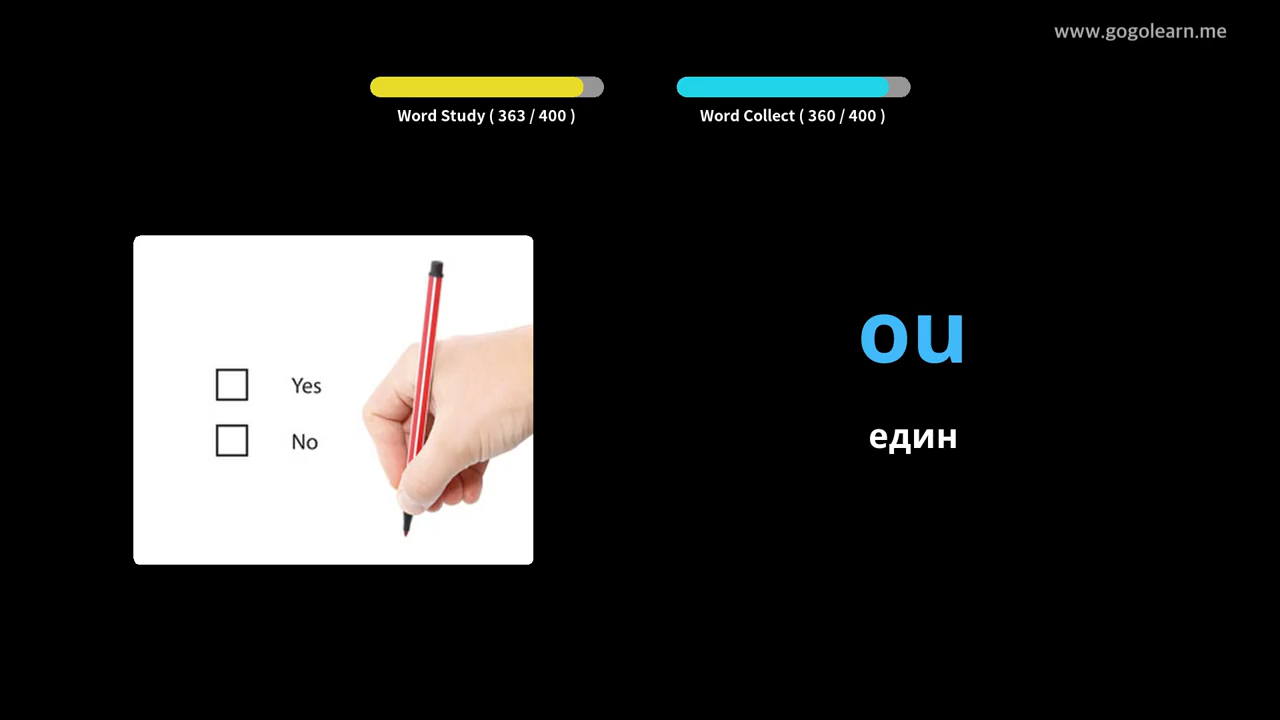 www.gogolearn.me
Word Study ( 363 / 400 )
Word Collect ( 360 / 400 )
Yes
No
ou
един